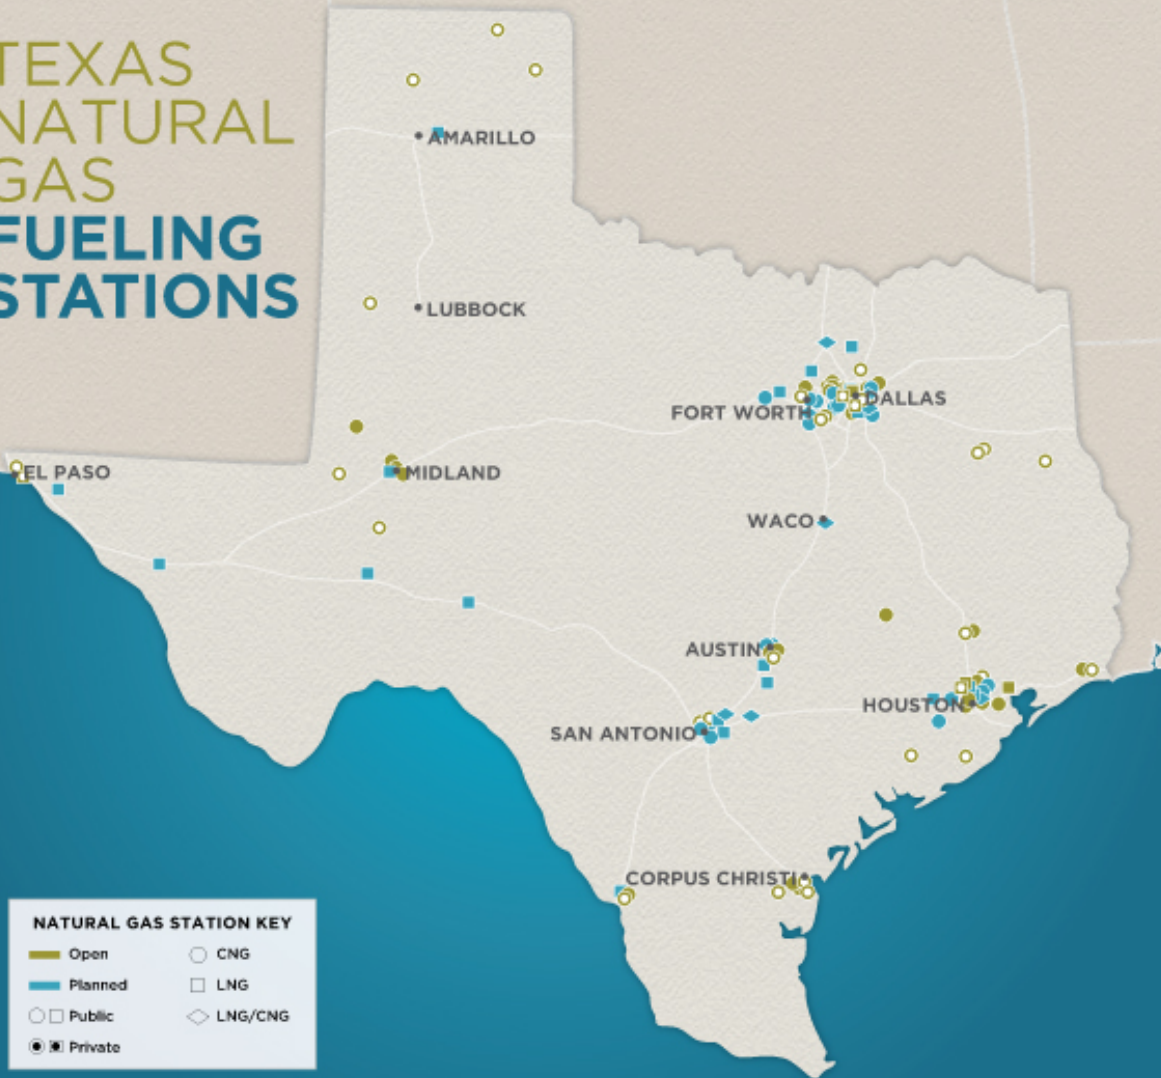 TEXAS
NATURAL
GAS
FUELING
STATIONS
AMARILLO
LUBBOCK
FORT WORTH
DALLAS
EL PASO
MIDLAND
WACO
AUSTIN
HOUSTON
SAN ANTONIO
CORPUS CHRISTI
NATURAL GAS STATION KEY
Open
CNG
Planned
LNG
Public
LNG/CNG
Private